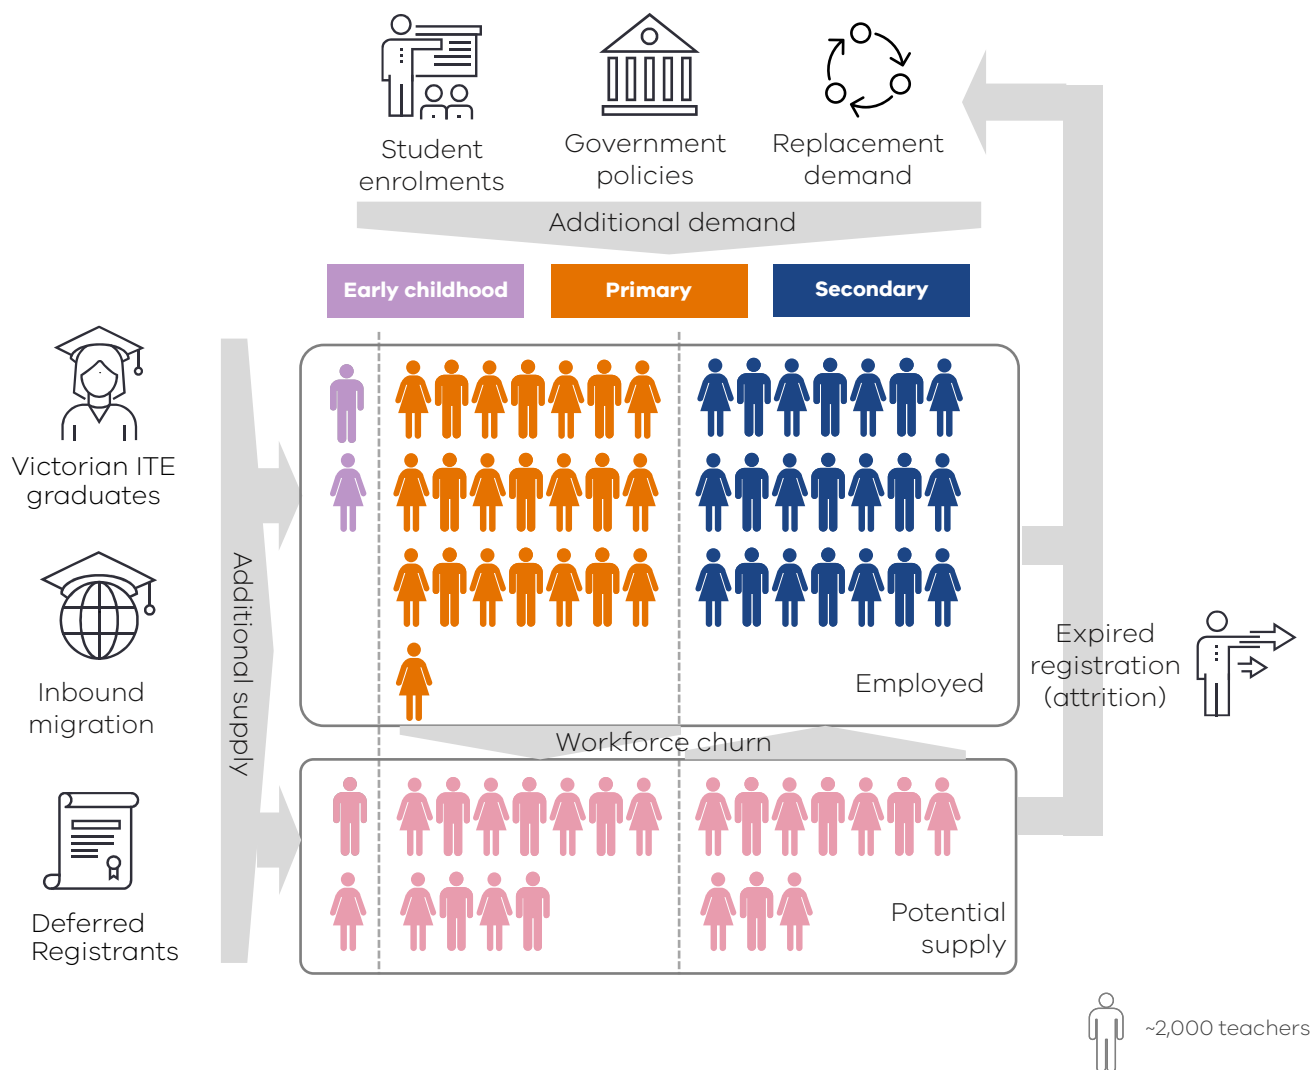 Student
enrolments
Government
policies
Replacement
demand
Additional demand
Early childhood
Primary
Secondary
Victorian ITE
graduates
Inbound
migration
Deferred
Registrants
Additional supply
Employed
Workforce churn
Potential
supply
Expired
registration
(attrition)
~2,000 teachers